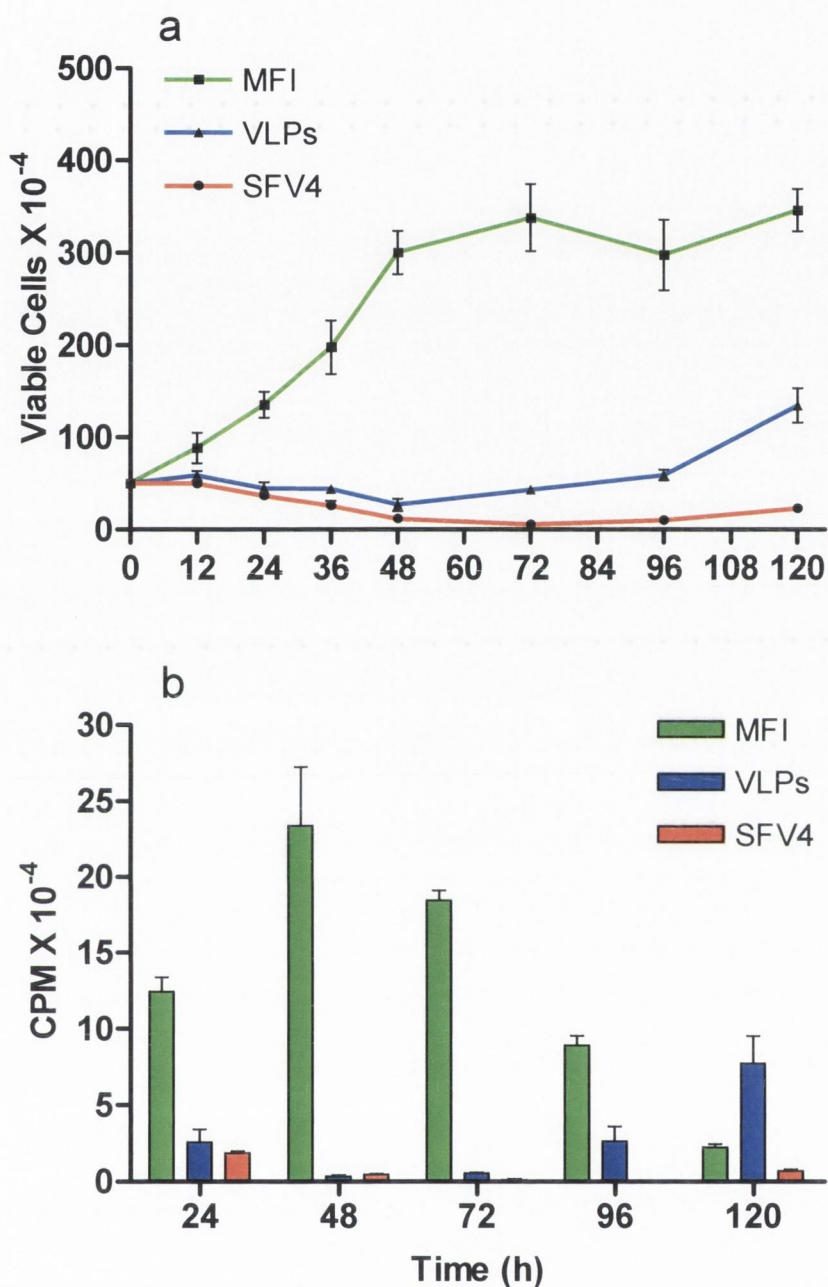 a
500
400
300
200
100
0
Viable Cells X 10⁻⁴
MFI
VLPs
SFV4
0 12 24 36 48 60 72 84 96 108 120
b
30
25
20
15
10
5
0
CPM X 10⁻⁴
MFI
VLPs
SFV4
24 48 72 96 120
Time (h)